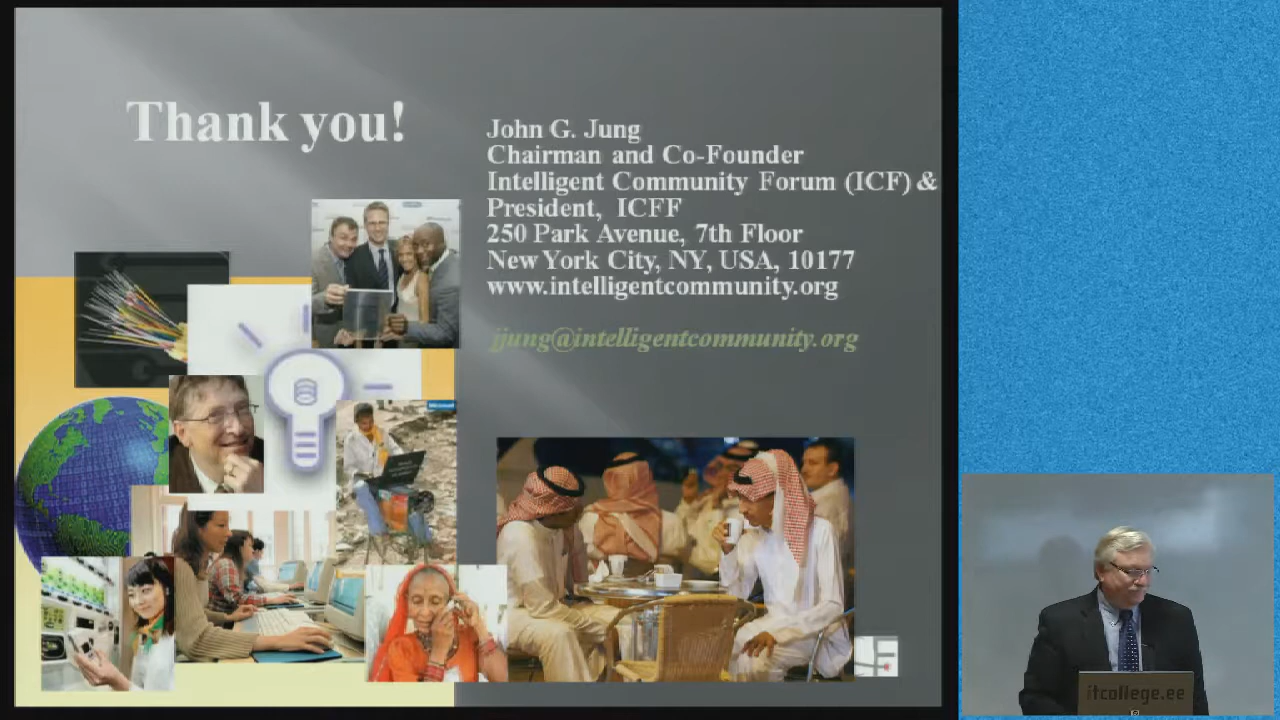 Thank you!
John G. Jung
Chairman and Co-Founder
Intelligent Community Forum (ICF) &
President, ICFF
250 Park Avenue, 7th Floor
New York City, NY, USA, 10177
www.intelligentcommunity.org
jjung@intelligentcommunity.org
itcollege.ee